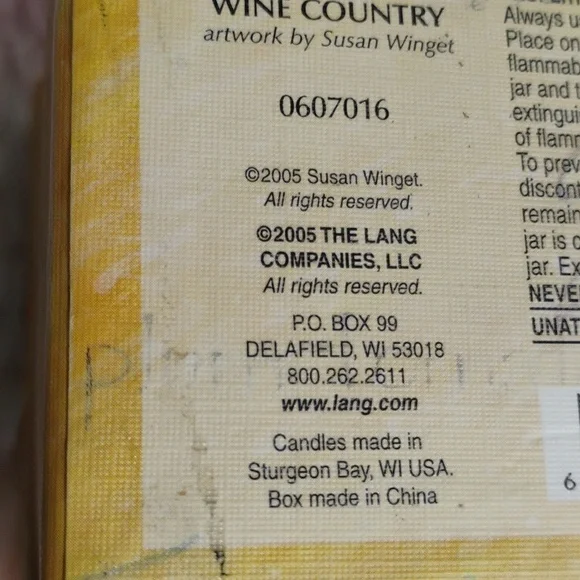 WINE COUNTRY
artwork by Susan Winget
0607016
©2005 Susan Winget.
All rights reserved.
©2005 THE LANG
COMPANIES, LLC
All rights reserved.
P.O. BOX 99
DELAFIELD, WI 53018
800.262.2611
www.lang.com
Candles made in
Sturgeon Bay, WI USA.
Box made in China
Always u
Place on
flammab
jar and t
extingui
of flamm
To prev
discont
remain
jar is c
jar. Ex
NEVE
UNAT
6